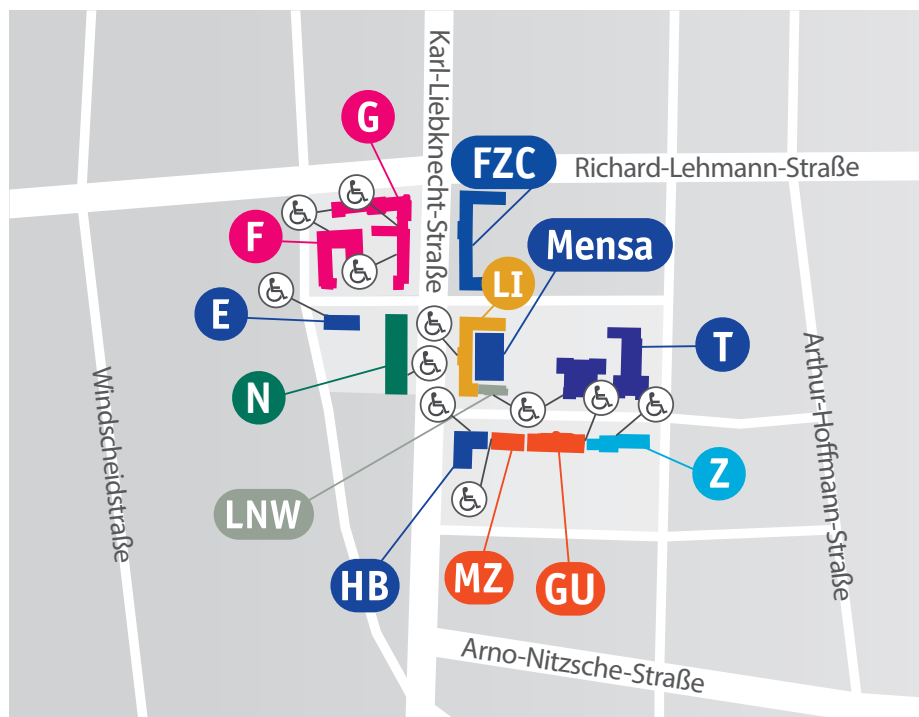 Karl-Liebknecht-Straße
G
FZC
Richard-Lehmann-Straße
F
Mensa
LI
E
T
N
Windscheidstraße
Arthur-Hoffmann-Straße
Z
LNW
HB
MZ
GU
Arno-Nitzsche-Straße